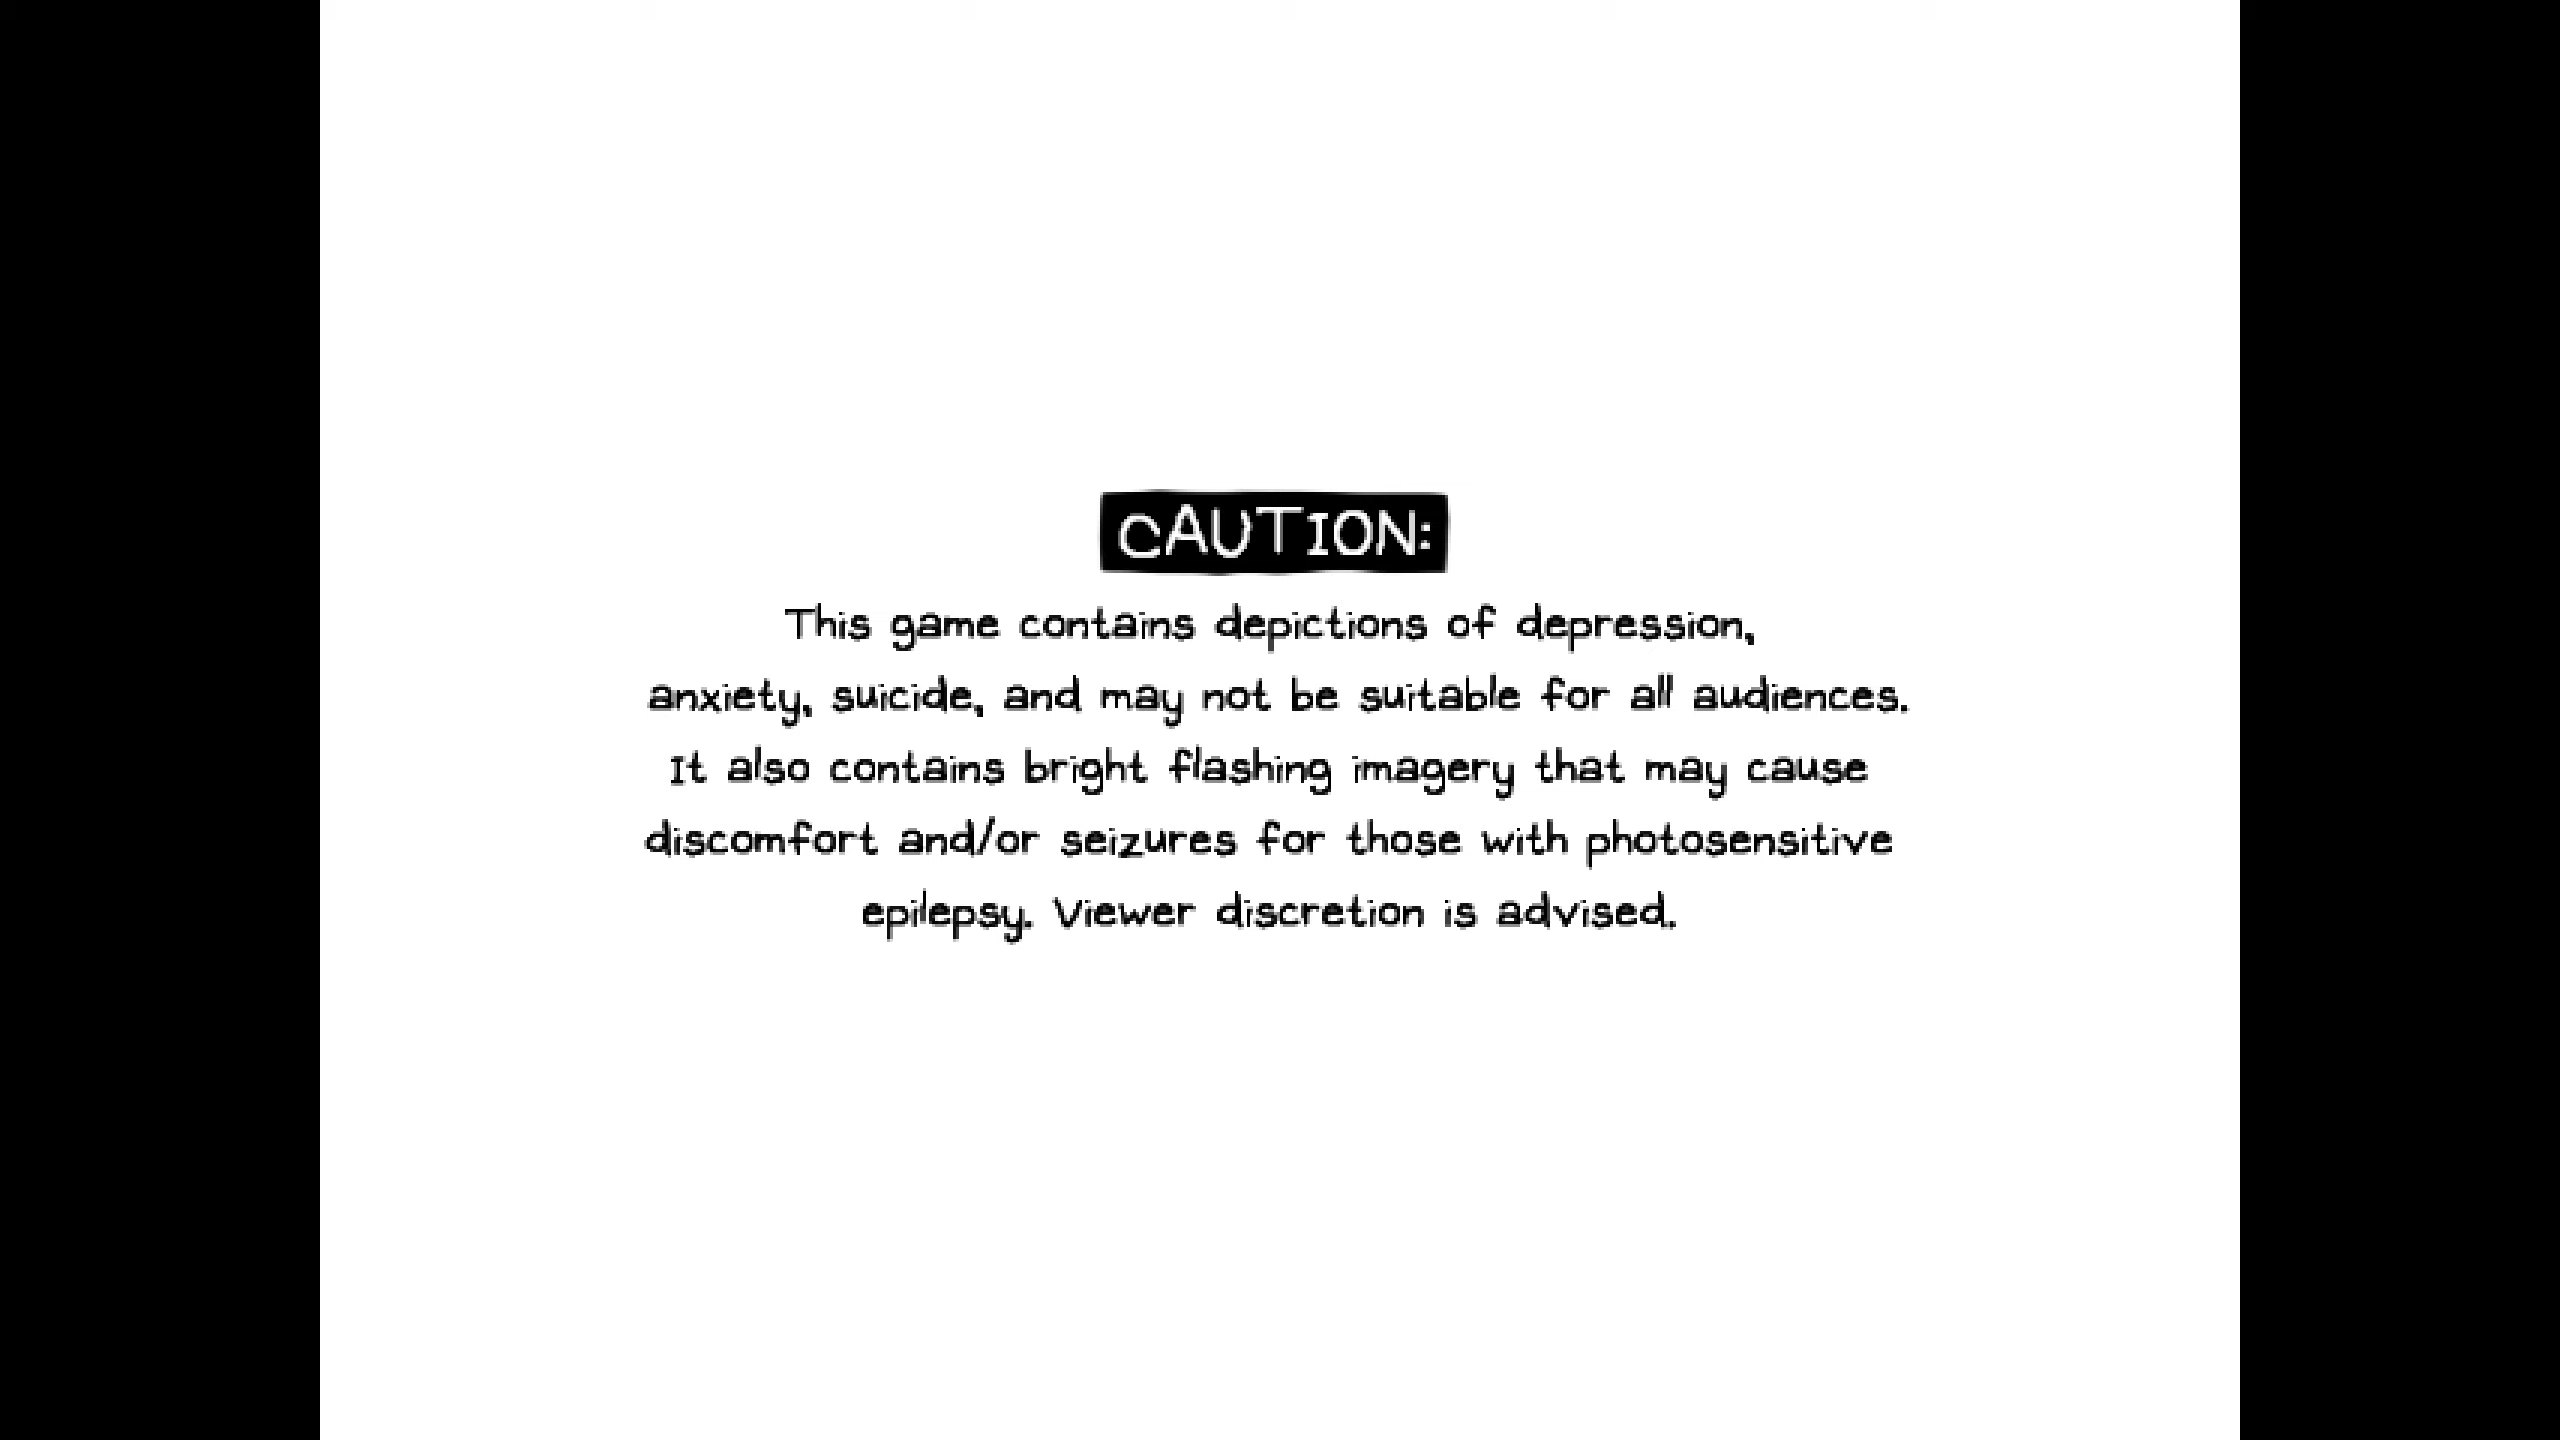 CAUTION:
This game contains depictions of depression,
anxiety, suicide, and may not be suitable for all audiences.
It also contains bright flashing imagery that may cause
discomfort and/or seizures for those with photosensitive
epilepsy. Viewer discretion is advised.